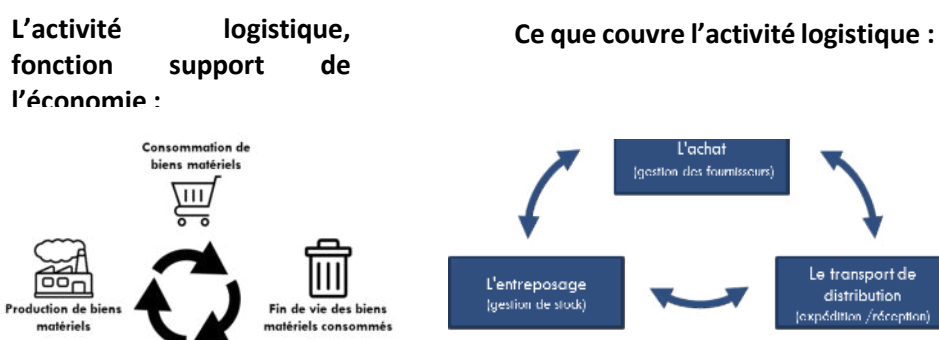 L’activité logistique,
fonction support de
l’économie :
Consommation de
biens matériels
Production de biens
matériels
Fin de vie des biens
matériels consommés
Ce que couvre l’activité logistique :
L'achat
(gestion des fournisseurs)
L'entreposage
(gestion de stock)
Le transport de
distribution
(expédition /réception)